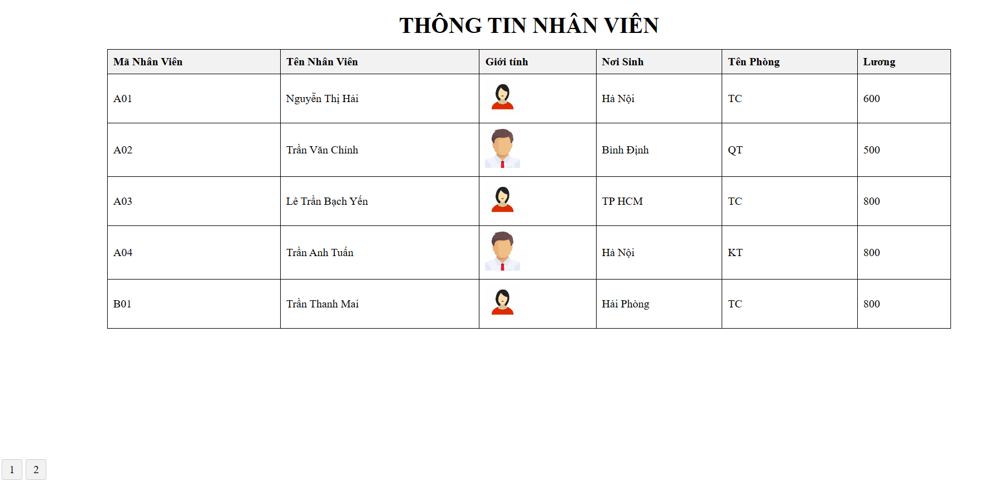 THÔNG TIN NHÂN VIÊN
Mã Nhân Viên Tên Nhân Viên Giới tính Nơi Sinh Tên Phòng Lương
A01 Nguyễn Thị Hải Hà Nội TC 600
A02 Trần Văn Chính Bình Định QT 500
A03 Lê Trần Bạch Yến TP HCM TC 800
A04 Trần Anh Tuấn Hà Nội KT 800
B01 Trần Thanh Mai Hải Phòng TC 800
1 2